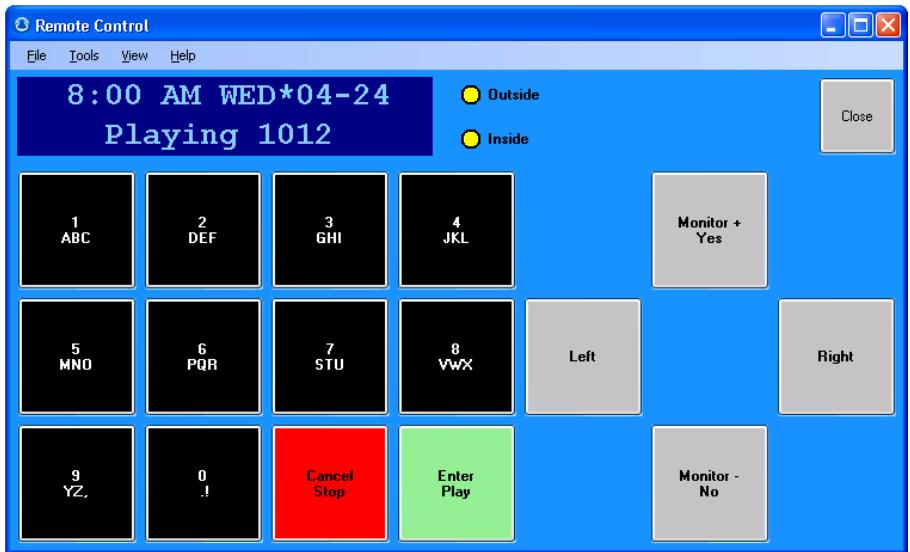 Remote Control
File Tools View Help
8:00 AM WED*04-24
Playing 1012
Outside
Inside
Close
1
ABC
2
DEF
3
GHI
4
JKL
Monitor +
Yes
5
MNO
6
PQR
7
STU
8
VWX
Left
Right
9
YZ,
0
.!
Cancel
Stop
Enter
Play
Monitor -
No